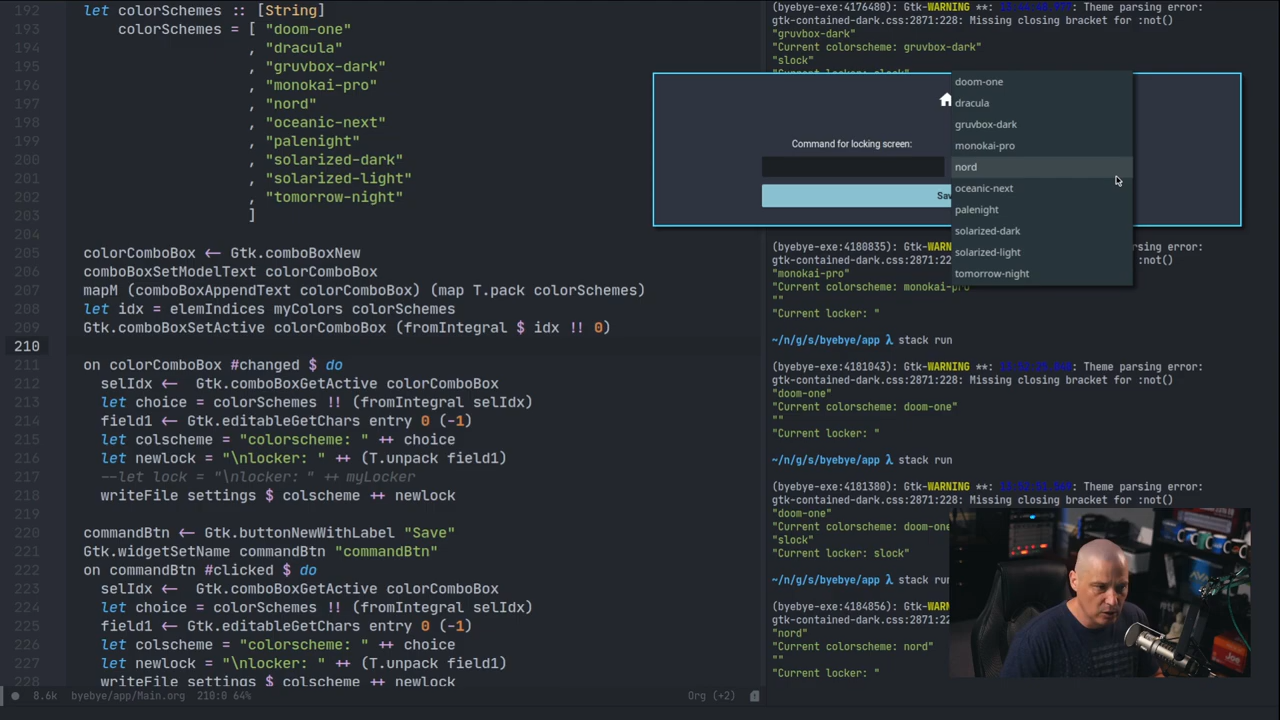 192 let colorSchemes :: [String]
193 colorSchemes = [ "doom-one"
194 , "dracula"
195 , "gruvbox-dark"
196 , "monokai-pro"
197 , "nord"
198 , "oceanic-next"
199 , "palenight"
200 , "solarized-dark"
201 , "solarized-light"
202 , "tomorrow-night"
203 ]
204
205 colorComboBox <- Gtk.comboBoxNew
206 comboBoxSetModelText colorComboBox
207 mapM (comboBoxAppendText colorComboBox) (map T.pack colorSchemes)
208 let idx = elemIndices myColors colorSchemes
209 Gtk.comboBoxSetActive colorComboBox (fromIntegral $ idx !! 0)
210
211 on colorComboBox #changed $ do
212 selIdx <- Gtk.comboBoxGetActive colorComboBox
213 let choice = colorSchemes !! (fromIntegral selIdx)
214 field1 <- Gtk.editableGetChars entry 0 (-1)
215 let colscheme = "colorscheme: " ++ choice
216 let newlock = "\nlocker: " ++ (T.unpack field1)
217 --let lock = "\nlocker: " ++ myLocker
218 writeFile settings $ colscheme ++ newlock
219
220 commandBtn <- Gtk.buttonNewWithLabel "Save"
221 Gtk.widgetSetName commandBtn "commandBtn"
222 on commandBtn #clicked $ do
223 selIdx <- Gtk.comboBoxGetActive colorComboBox
224 let choice = colorSchemes !! (fromIntegral selIdx)
225 field1 <- Gtk.editableGetChars entry 0 (-1)
226 let colscheme = "colorscheme: " ++ choice
227 let newlock = "\nlocker: " ++ (T.unpack field1)
writeFile settings $ colscheme ++ newlock
8.6k byebye/app/Main.org 210:0 64% Org (+2)
(byebye-exe:4176480): Gtk-WARNING **: Theme parsing error:
gtk-contained-dark.css:2871:228: Missing closing bracket for :not()
"gruvbox-dark"
"Current colorscheme: gruvbox-dark"
"slock"
Command for locking screen:
Sav
doom-one
dracula
gruvbox-dark
monokai-pro
nord
oceanic-next
palenight
solarized-dark
solarized-light
tomorrow-night
(byebye-exe:4180835): Gtk-WARN parsing error:
gtk-contained-dark.css:2871:22 bracket for :not()
"monokai-pro"
"Current colorscheme: monokai-pro"
""
"Current locker: "
~/n/g/s/byebye/app λ stack run
(byebye-exe:4181043): Gtk-WARNING **: Theme parsing error:
gtk-contained-dark.css:2871:228: Missing closing bracket for :not()
"doom-one"
"Current colorscheme: doom-one"
""
"Current locker: "
~/n/g/s/byebye/app λ stack run
(byebye-exe:4181380): Gtk-WARNING **: Theme parsing error:
gtk-contained-dark.css:2871:228: Missing closing bracket for :not()
"doom-one"
"Current colorscheme: doom-one
"slock"
"Current locker: slock"
~/n/g/s/byebye/app λ stack run
(byebye-exe:4184856): Gtk-WARN
gtk-contained-dark.css:2871:22
"nord"
"Current colorscheme: nord"
""
"Current locker: "